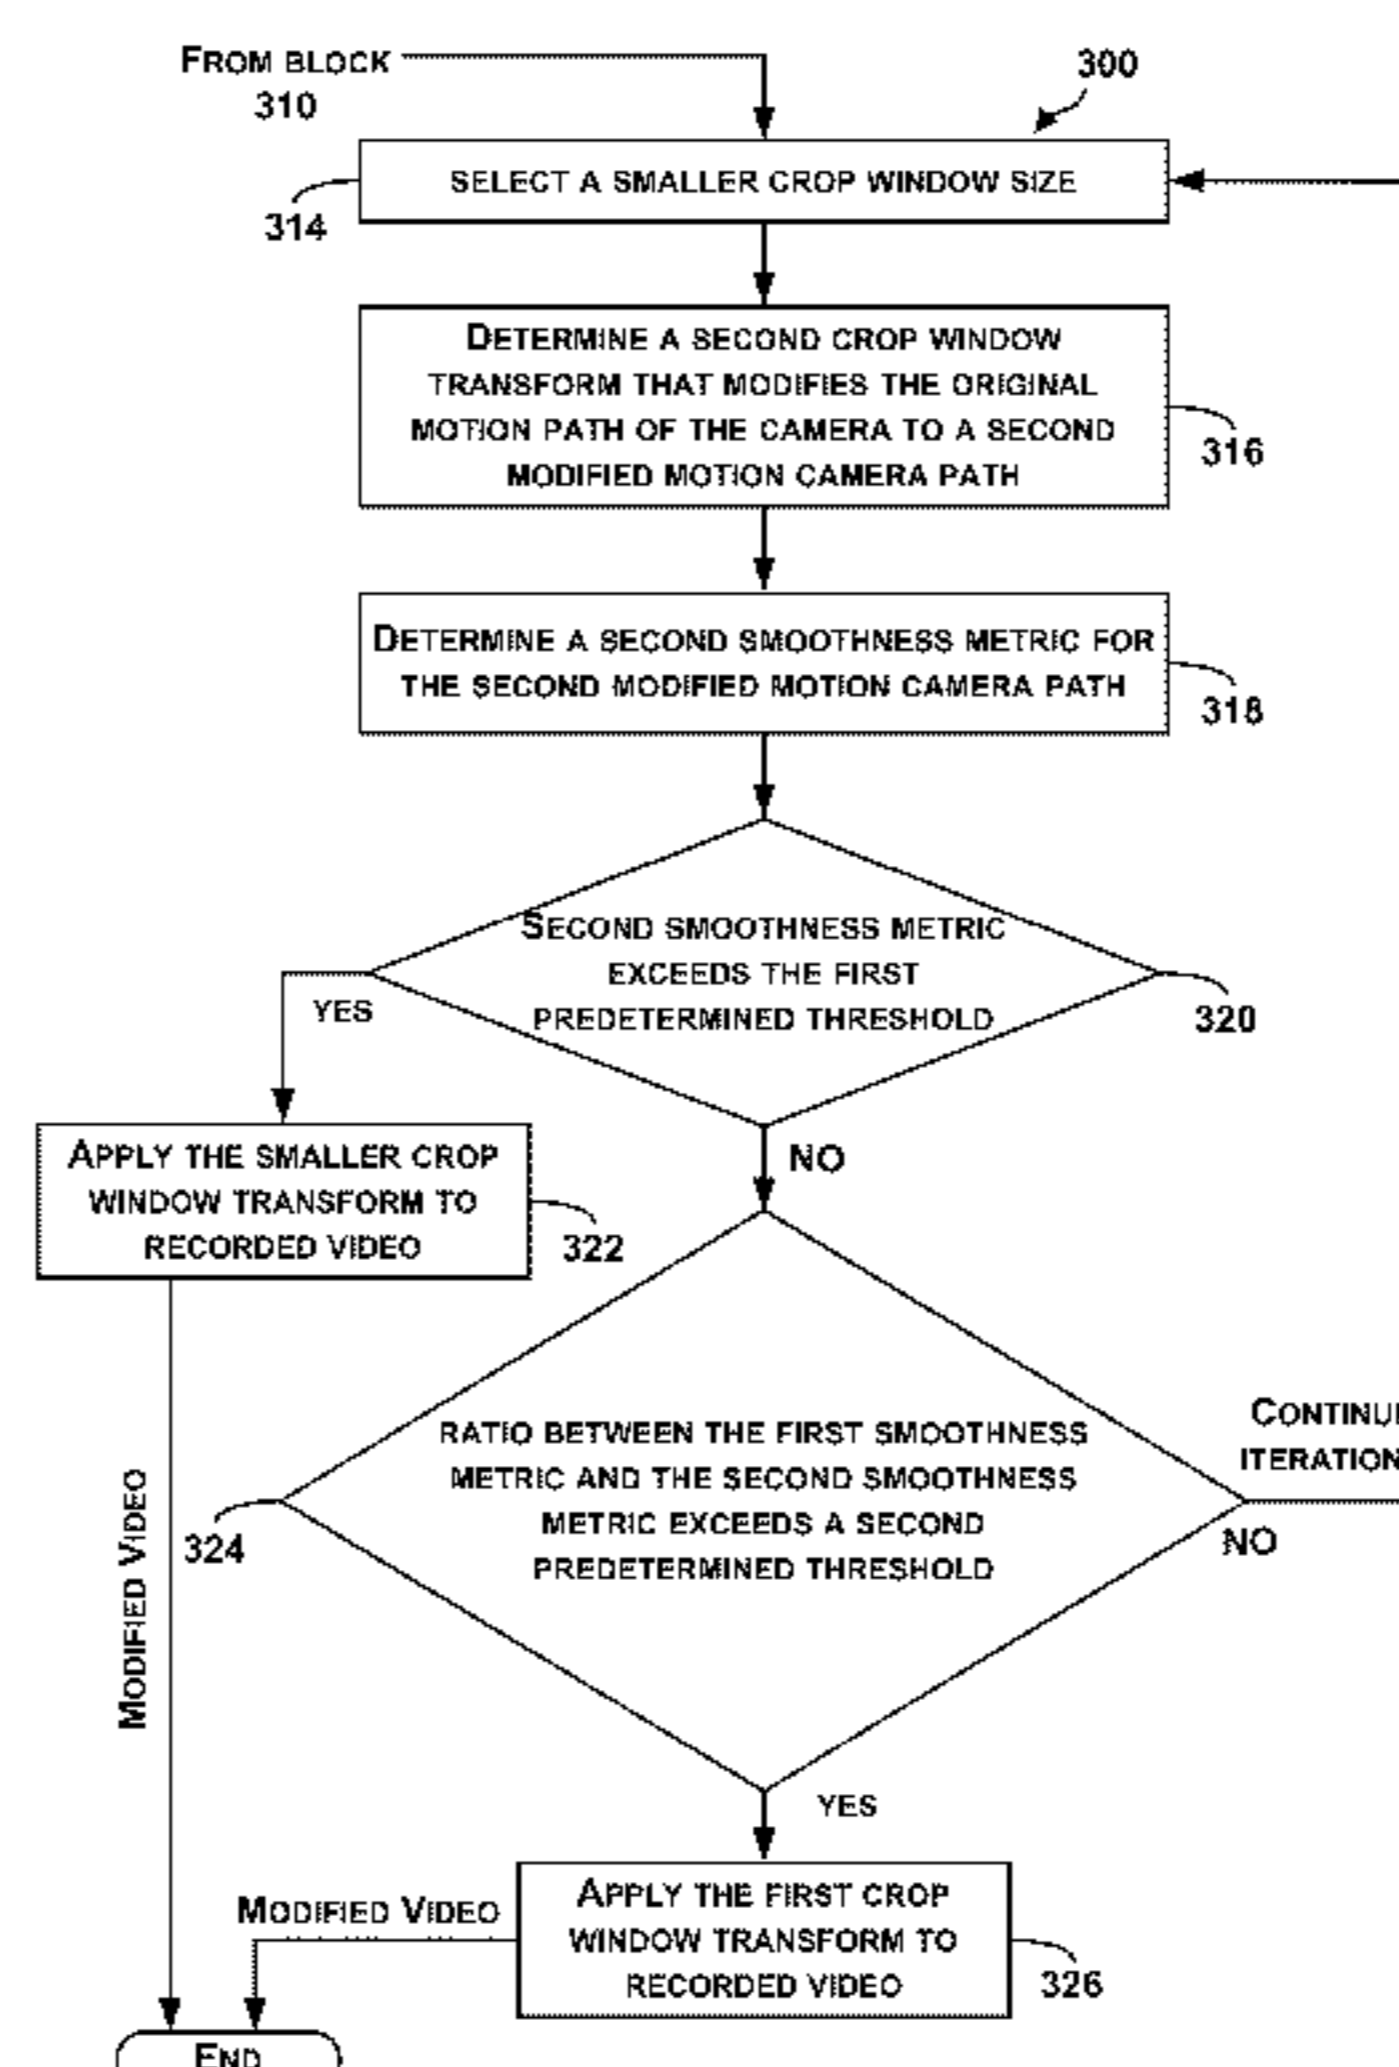 FROM BLOCK
310
300
SELECT A SMALLER CROP WINDOW SIZE
314
DETERMINE A SECOND CROP WINDOW
TRANSFORM THAT MODIFIES THE ORIGINAL
MOTION PATH OF THE CAMERA TO A SECOND
MODIFIED MOTION CAMERA PATH
316
DETERMINE A SECOND SMOOTHNESS METRIC FOR
THE SECOND MODIFIED MOTION CAMERA PATH
318
SECOND SMOOTHNESS METRIC
EXCEEDS THE FIRST
PREDETERMINED THRESHOLD
320
YES
NO
APPLY THE SMALLER CROP
WINDOW TRANSFORM TO
RECORDED VIDEO
322
RATIO BETWEEN THE FIRST SMOOTHNESS
METRIC AND THE SECOND SMOOTHNESS
METRIC EXCEEDS A SECOND
PREDETERMINED THRESHOLD
324
CONTINU
ITERATION
NO
MODIFIED VIDEO
YES
APPLY THE FIRST CROP
WINDOW TRANSFORM TO
RECORDED VIDEO
326
MODIFIED VIDEO
END